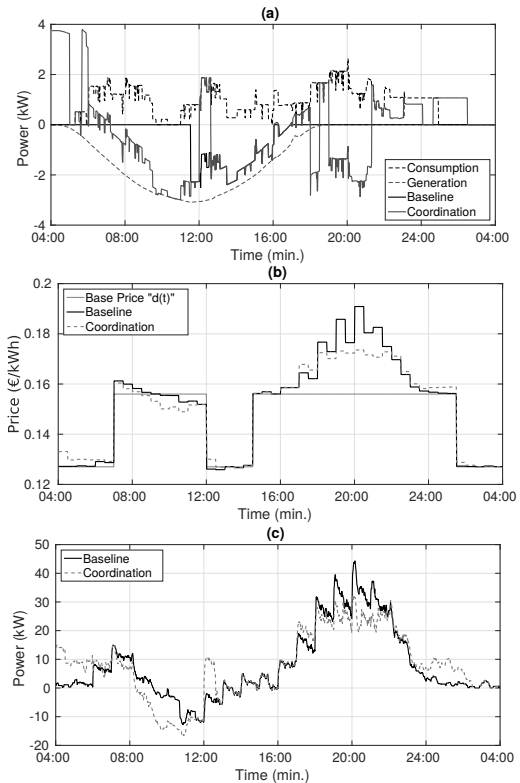 (a)
Power (kW)
4
2
0
-2
-4
Consumption
Generation
Baseline
Coordination
04:00 08:00 12:00 16:00 20:00 24:00 04:00
Time (min.)
(b)
Price (€/kWh)
0.2
0.18
0.16
0.14
0.12
Base Price "d(t)"
Baseline
Coordination
04:00 08:00 12:00 16:00 20:00 24:00 04:00
Time (min.)
(c)
Power (kW)
50
40
30
20
10
0
-10
-20
Baseline
Coordination
04:00 08:00 12:00 16:00 20:00 24:00 04:00
Time (min.)